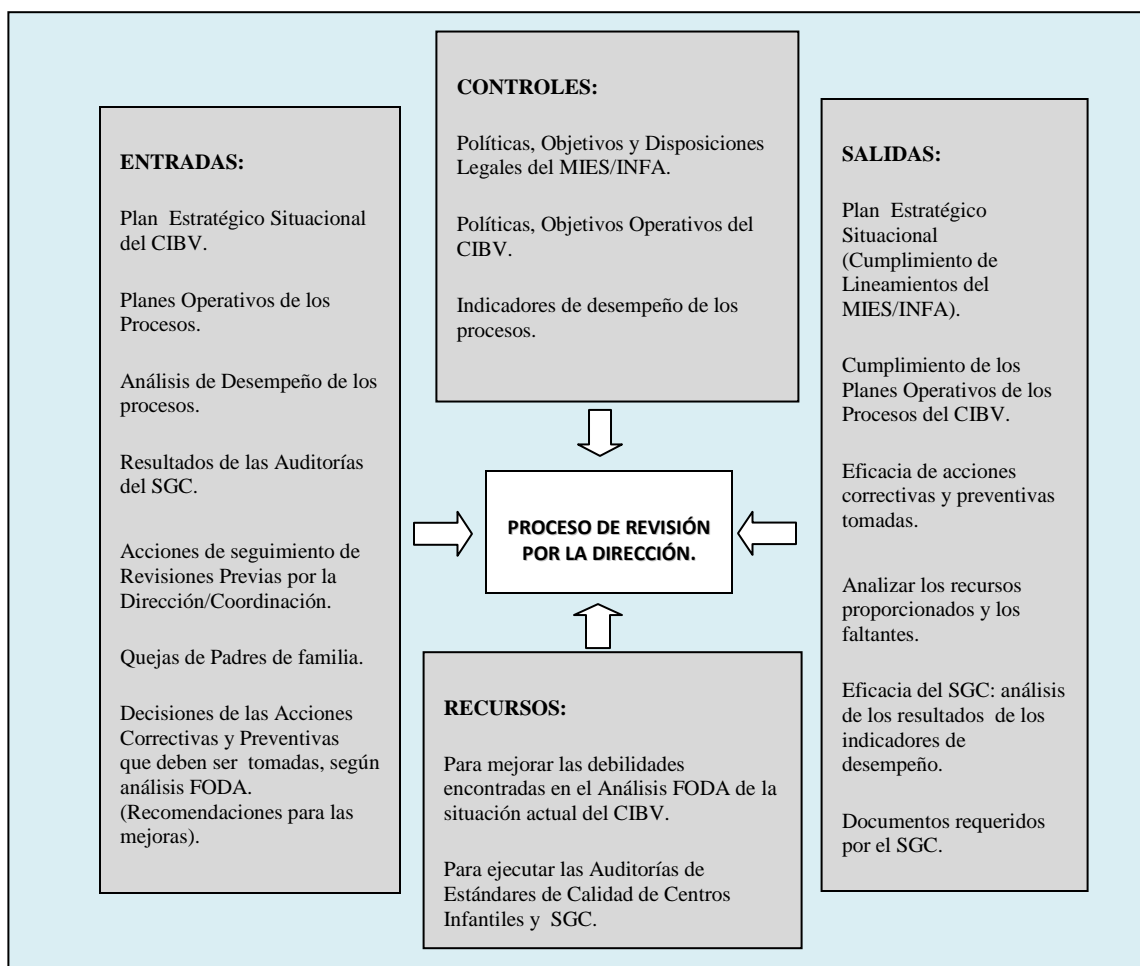 CONTROLES:
Políticas, Objetivos y Disposiciones
Legales del MIES/INFA.
Políticas, Objetivos Operativos del
CIBV.
Indicadores de desempeño de los
procesos.
ENTRADAS:
Plan Estratégico Situacional
del CIBV.
Planes Operativos de los
Procesos.
Análisis de Desempeño de los
procesos.
Resultados de las Auditorías
del SGC.
Acciones de seguimiento de
Revisiones Previas por la
Dirección/Coordinación.
Quejas de Padres de familia.
Decisiones de las Acciones
Correctivas y Preventivas
que deben ser tomadas, según
análisis FODA.
(Recomendaciones para las
mejoras).
PROCESO DE REVISIÓN
POR LA DIRECCIÓN.
SALIDAS:
Plan Estratégico
Situacional
(Cumplimiento de
Lineamientos del
MIES/INFA).
Cumplimiento de los
Planes Operativos de los
Procesos del CIBV.
Eficacia de acciones
correctivas y preventivas
tomadas.
Analizar los recursos
proporcionados y los
faltantes.
Eficacia del SGC: análisis
de los resultados de los
indicadores de
desempeño.
Documentos requeridos
por el SGC.
RECURSOS:
Para mejorar las debilidades
encontradas en el Análisis FODA de la
situación actual del CIBV.
Para ejecutar las Auditorías de
Estándares de Calidad de Centros
Infantiles y SGC.